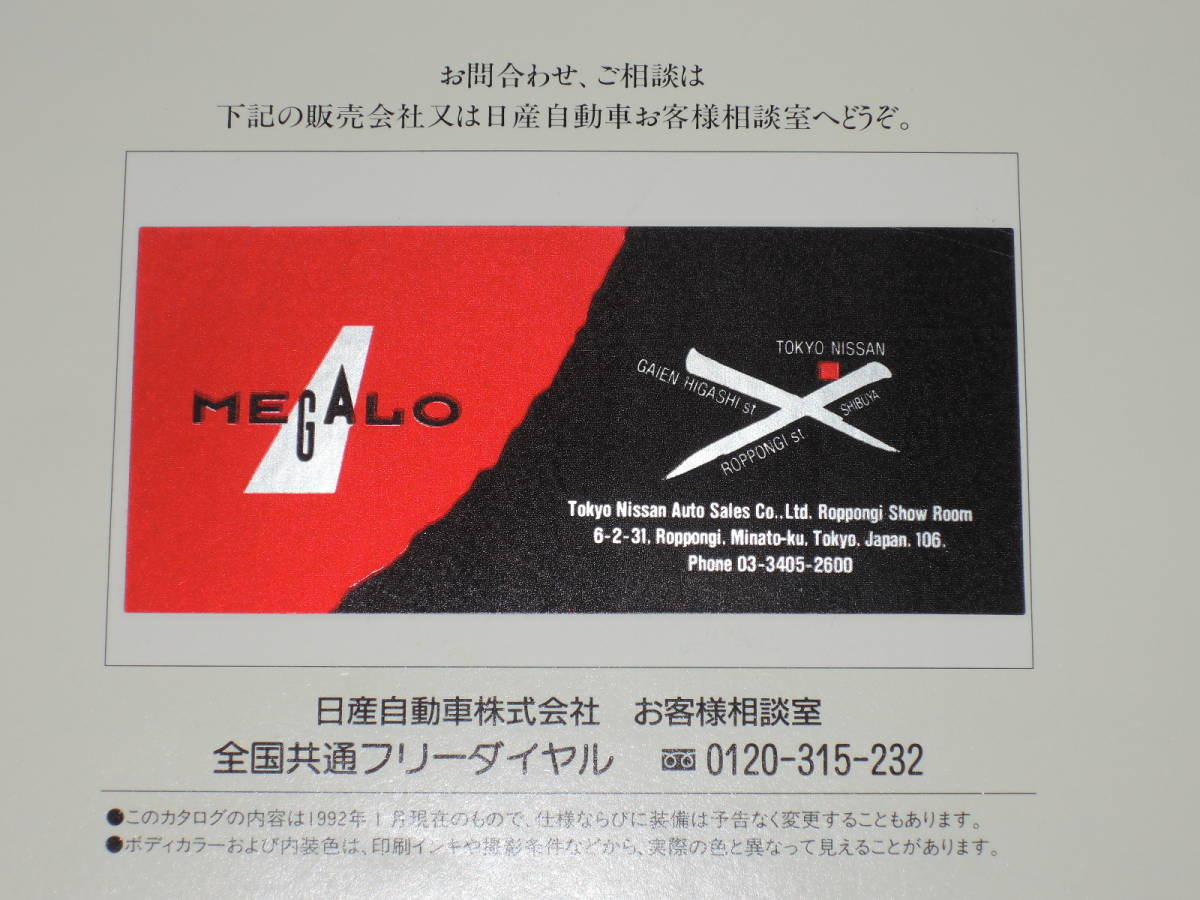 お問合わせ、ご相談は
下記の販売会社又は日産自動車お客様相談室へどうぞ。
MEGALO
TOKYO NISSAN
GAIEN HIGASHI st
SHIBUYA
ROPPONGI st
Tokyo Nissan Auto Sales Co.,Ltd. Roppongi Show Room
6-2-31, Roppongi, Minato-ku, Tokyo, Japan. 106.
Phone 03-3405-2600
日産自動車株式会社 お客様相談室
全国共通フリーダイヤル 0120-315-232
●このカタログの内容は1992年1月現在のもので、仕様ならびに装備は予告なく変更することもあります。
●ボディカラーおよび内装色は、印刷インキや撮影条件などから、実際の色と異なって見えることがあります。